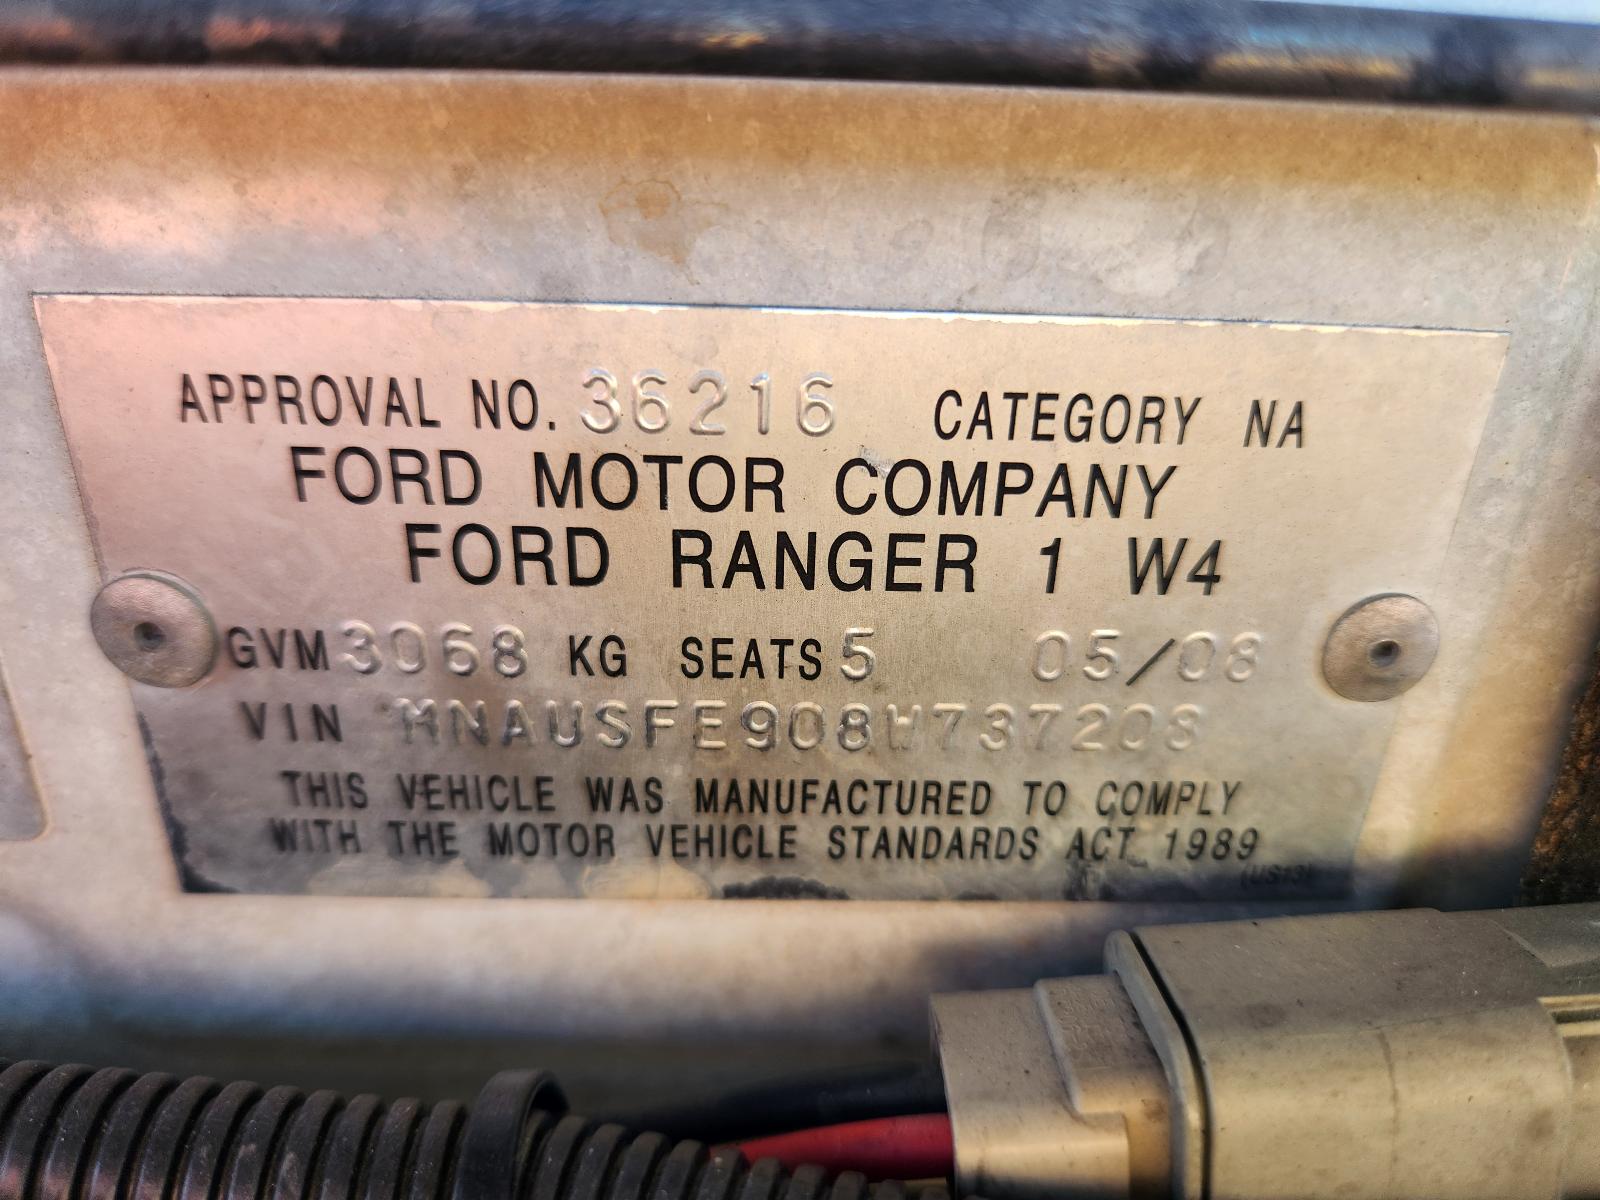 APPROVAL NO. 36216 CATEGORY NA
FORD MOTOR COMPANY
FORD RANGER 1 W4
GVM 3068 KG SEATS 5 05/08
VIN MNAUSFE908W737208
THIS VEHICLE WAS MANUFACTURED TO COMPLY
WITH THE MOTOR VEHICLE STANDARDS ACT 1989